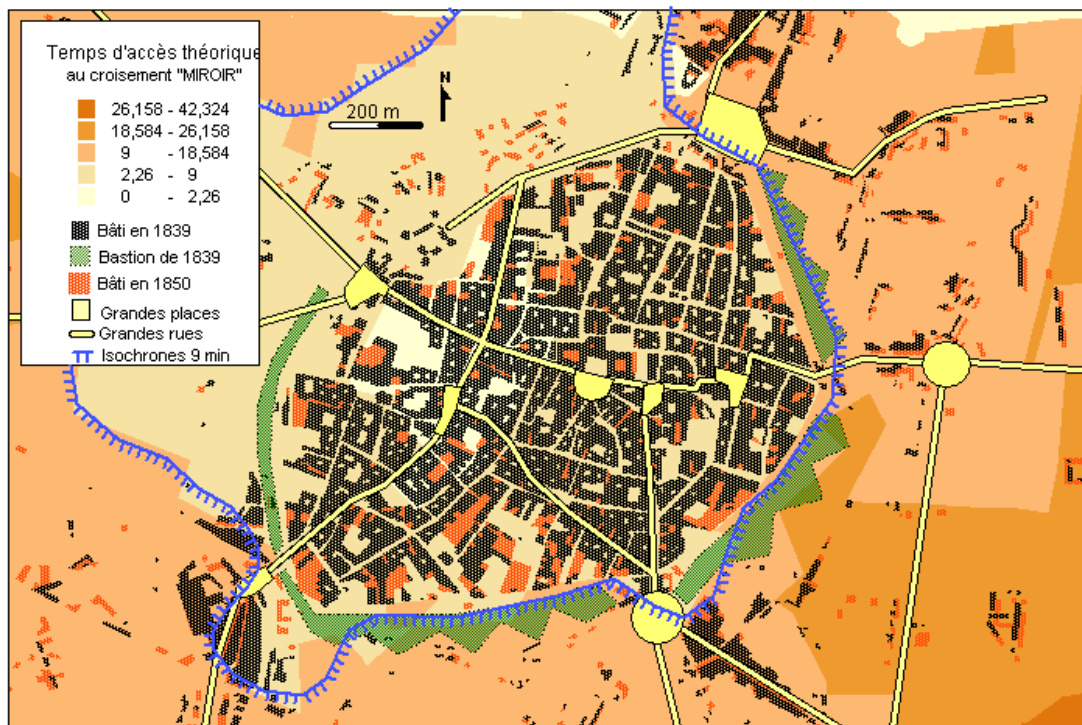 Temps d'accès théorique
au croisement "MIROIR"
26,158 - 42,324
18,584 - 26,158
9 - 18,584
2,26 - 9
0 - 2,26
Bâti en 1839
Bastion de 1839
Bâti en 1850
Grandes places
Grandes rues
Isochrones 9 min
200 m
N